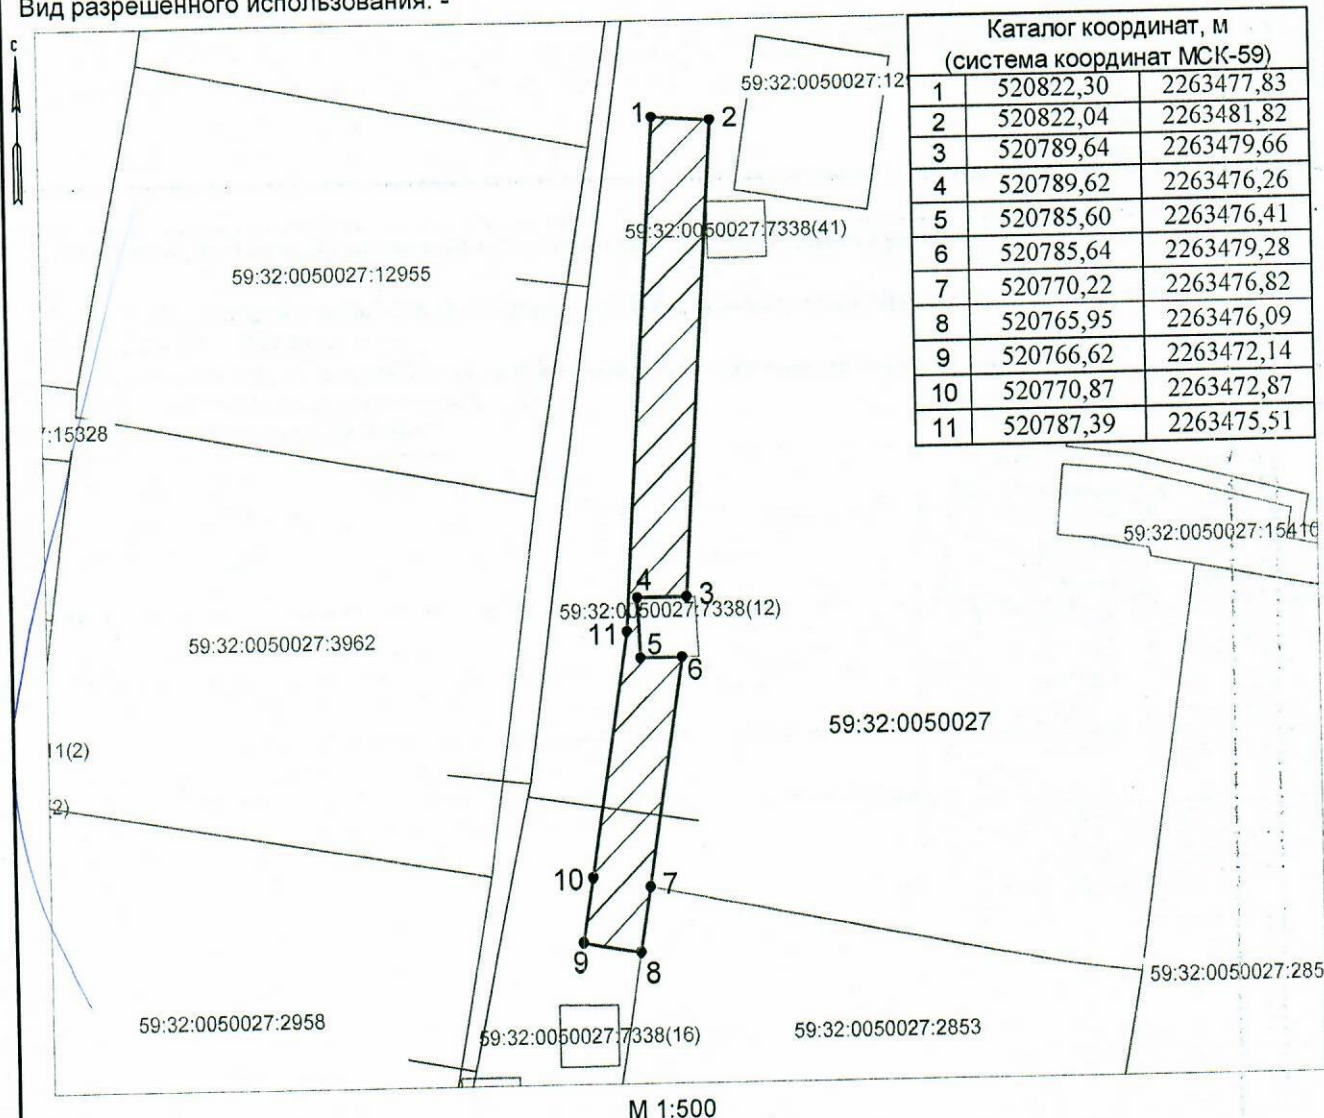 Вид разрешенного использования: -
с
Каталог координат, м
(система координат МСК-59)
1 520822,30 2263477,83
2 520822,04 2263481,82
3 520789,64 2263479,66
4 520789,62 2263476,26
5 520785,60 2263476,41
6 520785,64 2263479,28
7 520770,22 2263476,82
8 520765,95 2263476,09
9 520766,62 2263472,14
10 520770,87 2263472,87
11 520787,39 2263475,51
59:32:0050027:12
1 2
59:32:0050027:7338(41)
59:32:0050027:12955
:15328
59:32:0050027:15410
4 3
59:32:0050027:7338(12)
11 5 6
59:32:0050027:3962
59:32:0050027
11(2)
2)
10 7
9 8
59:32:0050027:285
59:32:0050027:2958
59:32:0050027:7338(16)
59:32:0050027:2853
М 1:500